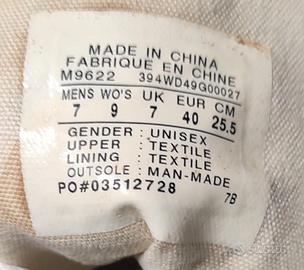 MADE IN CHINA
FABRIQUE EN CHINE
M9622 394WD49G00027
MENS WO'S UK EUR CM
7 9 7 40 25.5
GENDER : UNISEX
UPPER : TEXTILE
LINING : TEXTILE
OUTSOLE : MAN-MADE
PO#03512728 7B